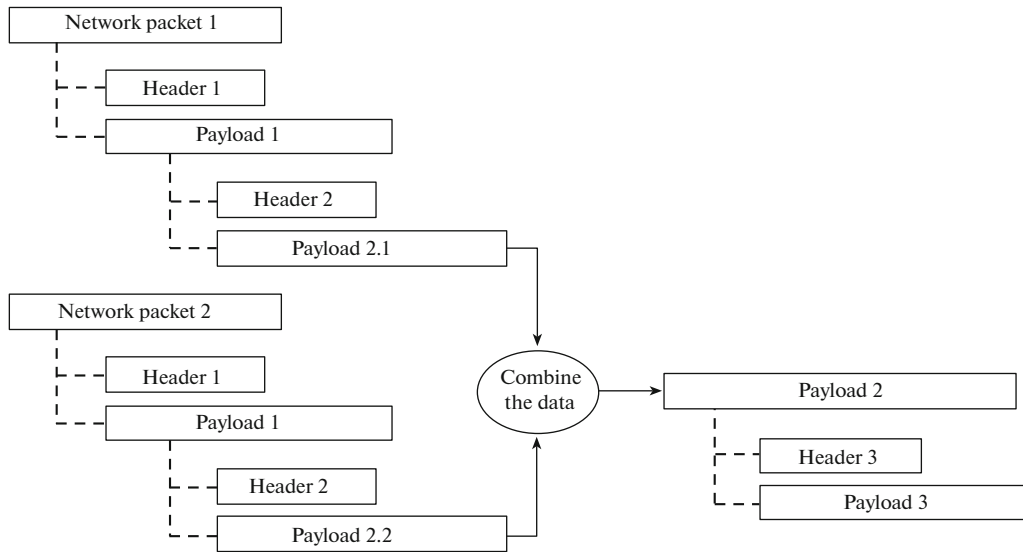 Network packet 1
Header 1
Payload 1
Header 2
Payload 2.1
Network packet 2
Header 1
Payload 1
Header 2
Payload 2.2
Combine
the data
Payload 2
Header 3
Payload 3